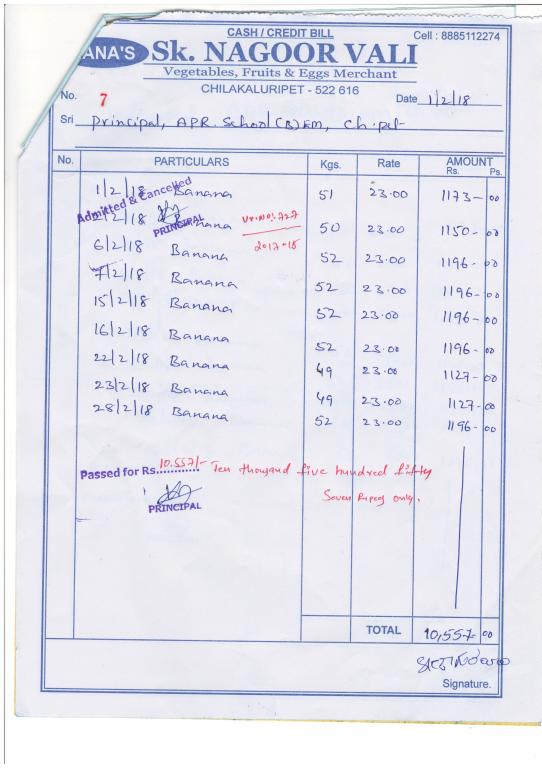 CASH / CREDIT BILL
Cell : 8885112274
ANA'S Sk. NAGOOR VALI
Vegetables, Fruits & Eggs Merchant
CHILAKALURIPET - 522 616
No. 7 Date 1/2/18
Sri Principal, APR. School (B) EM, Ch.pet
No. PARTICULARS Kgs. Rate AMOUNT
Rs. Ps.
1/2/18 Banana 51 23.00 1173-00
Admitted & Cancelled
/2/18 Banana 50 23.00 1150-00
PRINCIPAL
Vr.No: 727
2017-18
6/2/18 Banana 52 23.00 1196-00
7/2/18 Banana 52 23.00 1196-00
15/2/18 Banana 52 23.00 1196-00
16/2/18 Banana 52 23.00 1196-00
22/2/18 Banana 49 23.00 1127-00
23/2/18 Banana 49 23.00 1127-00
28/2/18 Banana 52 23.00 1196-00
Passed for Rs. 10,557/- Ten thousand five hundred fifty
Seven Rupees only.
PRINCIPAL
TOTAL 10,557-00
Signature.